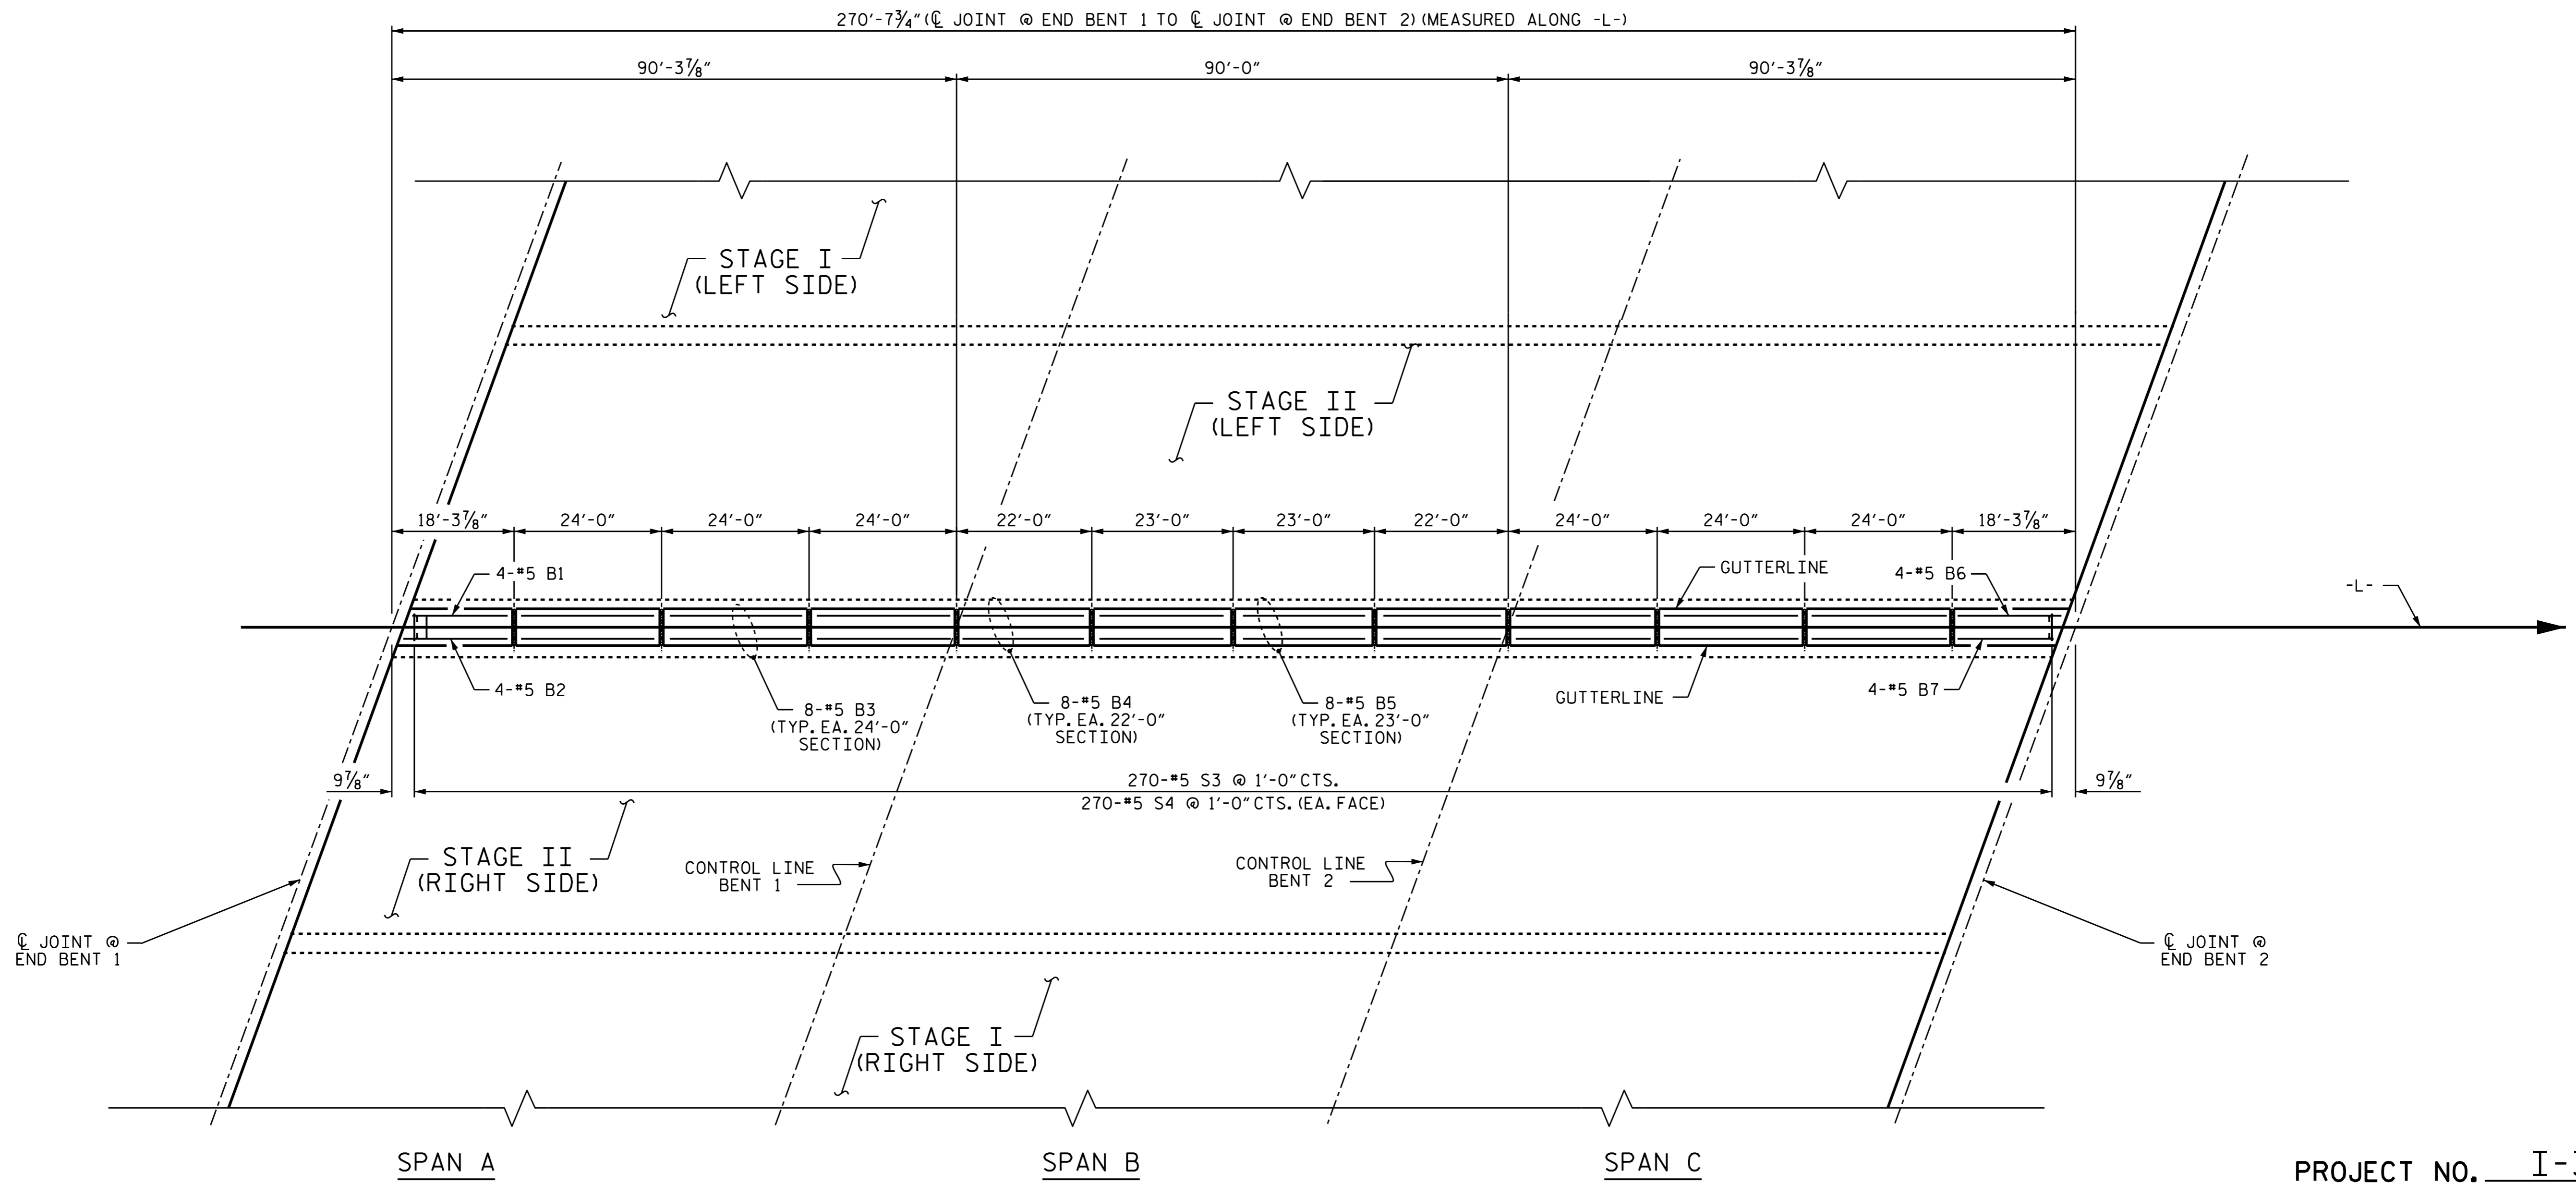 270'-7¾" (℄ JOINT @ END BENT 1 TO ℄ JOINT @ END BENT 2) (MEASURED ALONG -L-)
90'-3⅞" 90'-0" 90'-3⅞"
STAGE I
(LEFT SIDE)
STAGE II
(LEFT SIDE)
18'-3⅞" 24'-0" 24'-0" 24'-0" 22'-0" 23'-0" 23'-0" 22'-0" 24'-0" 24'-0" 24'-0" 18'-3⅞"
4-#5 B1
GUTTERLINE
4-#5 B6
-L-
4-#5 B2
8-#5 B3
(TYP. EA. 24'-0"
SECTION)
8-#5 B4
(TYP. EA. 22'-0"
SECTION)
8-#5 B5
(TYP. EA. 23'-0"
SECTION)
GUTTERLINE
4-#5 B7
9⅞"
270-#5 S3 @ 1'-0" CTS.
270-#5 S4 @ 1'-0" CTS. (EA. FACE)
9⅞"
STAGE II
(RIGHT SIDE)
CONTROL LINE
BENT 1
CONTROL LINE
BENT 2
℄ JOINT @
END BENT 1
℄ JOINT @
END BENT 2
STAGE I
(RIGHT SIDE)
SPAN A
SPAN B
SPAN C
PROJECT NO. I-